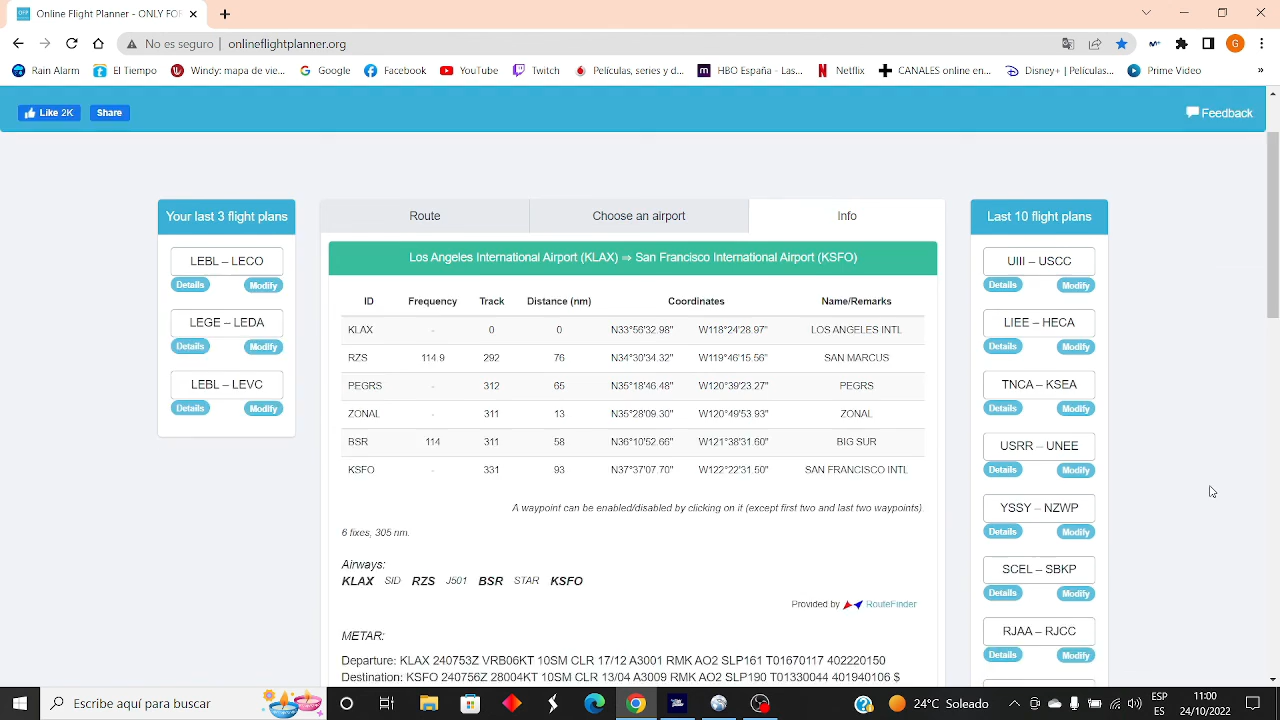 Online Flight Planner - ONLY FOR
No es seguro | onlineflightplanner.org
G
Rain Alarm El Tiempo Windy: mapa de vie... Google Facebook YouTube Twitch Películas, series y d... HBO España - Las... Netflix CANALES online en... Disney+ | Películas... Prime Video »
Like 2K Share Feedback
Your last 3 flight plans
LEBL – LECO
Details Modify
LEGE – LEDA
Details Modify
LEBL – LEVC
Details Modify
Route Choose an airport Info
Los Angeles International Airport (KLAX) ⇒ San Francisco International Airport (KSFO)
ID Frequency Track Distance (nm) Coordinates Name/Remarks
KLAX - 0 0 N33°56'32.98" W118°24'28.97" LOS ANGELES INTL
RZS 114.9 292 76 N34°30'34.32" W119°46'15.56" SAN MARCUS
PEGRS - 312 65 N35°18'46.48" W120°39'23.27" PEGRS
ZONAL - 311 13 N35°28'09.30" W120°49'53.93" ZONAL
BSR 114 311 58 N36°10'52.66" W121°38'31.60" BIG SUR
KSFO - 331 93 N37°37'07.70" W122°22'31.50" SAN FRANCISCO INTL
A waypoint can be enabled/disabled by clicking on it (except first two and last two waypoints).
6 fixes, 305 nm.
Airways:
KLAX SID RZS J501 BSR STAR KSFO
Provided by RouteFinder
METAR:
Departure: KLAX 240753Z VRB06KT 10SM CLR 17/12 A3001 RMK AO2 SLP161 T01670117 402220150
Destination: KSFO 240756Z 28004KT 10SM CLR 13/04 A3009 RMK AO2 SLP190 T01330044 401940106 $
Last 10 flight plans
UIII – USCC
Details Modify
LIEE – HECA
Details Modify
TNCA – KSEA
Details Modify
USRR – UNEE
Details Modify
YSSY – NZWP
Details Modify
SCEL – SBKP
Details Modify
RJAA – RJCC
Details Modify
Escribe aquí para buscar
24°C Soleado
ESP
ES
11:00
24/10/2022